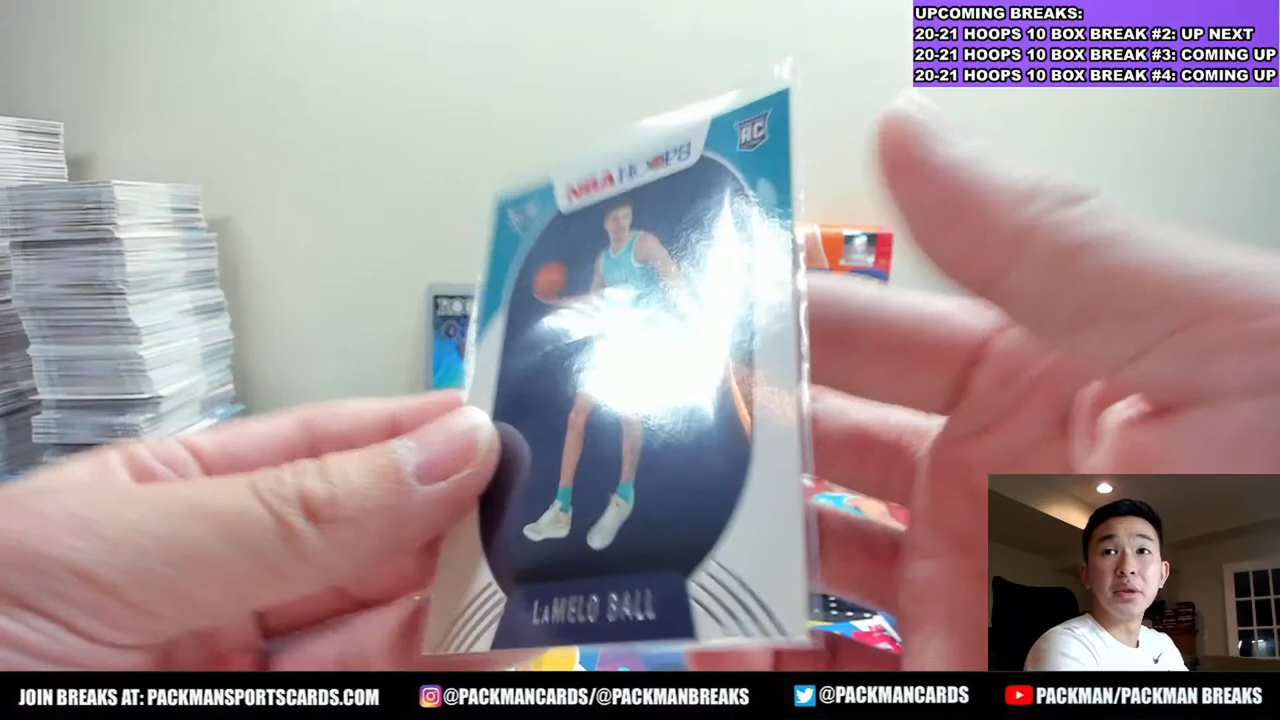 UPCOMING BREAKS:
20-21 HOOPS 10 BOX BREAK #2: UP NEXT
20-21 HOOPS 10 BOX BREAK #3: COMING UP
20-21 HOOPS 10 BOX BREAK #4: COMING UP
RC
NBA HOOPS
LAMELO BALL
JOIN BREAKS AT: PACKMANSPORTSCARDS.COM
@PACKMANCARDS/@PACKMANBREAKS
@PACKMANCARDS
PACKMAN/PACKMAN BREAKS